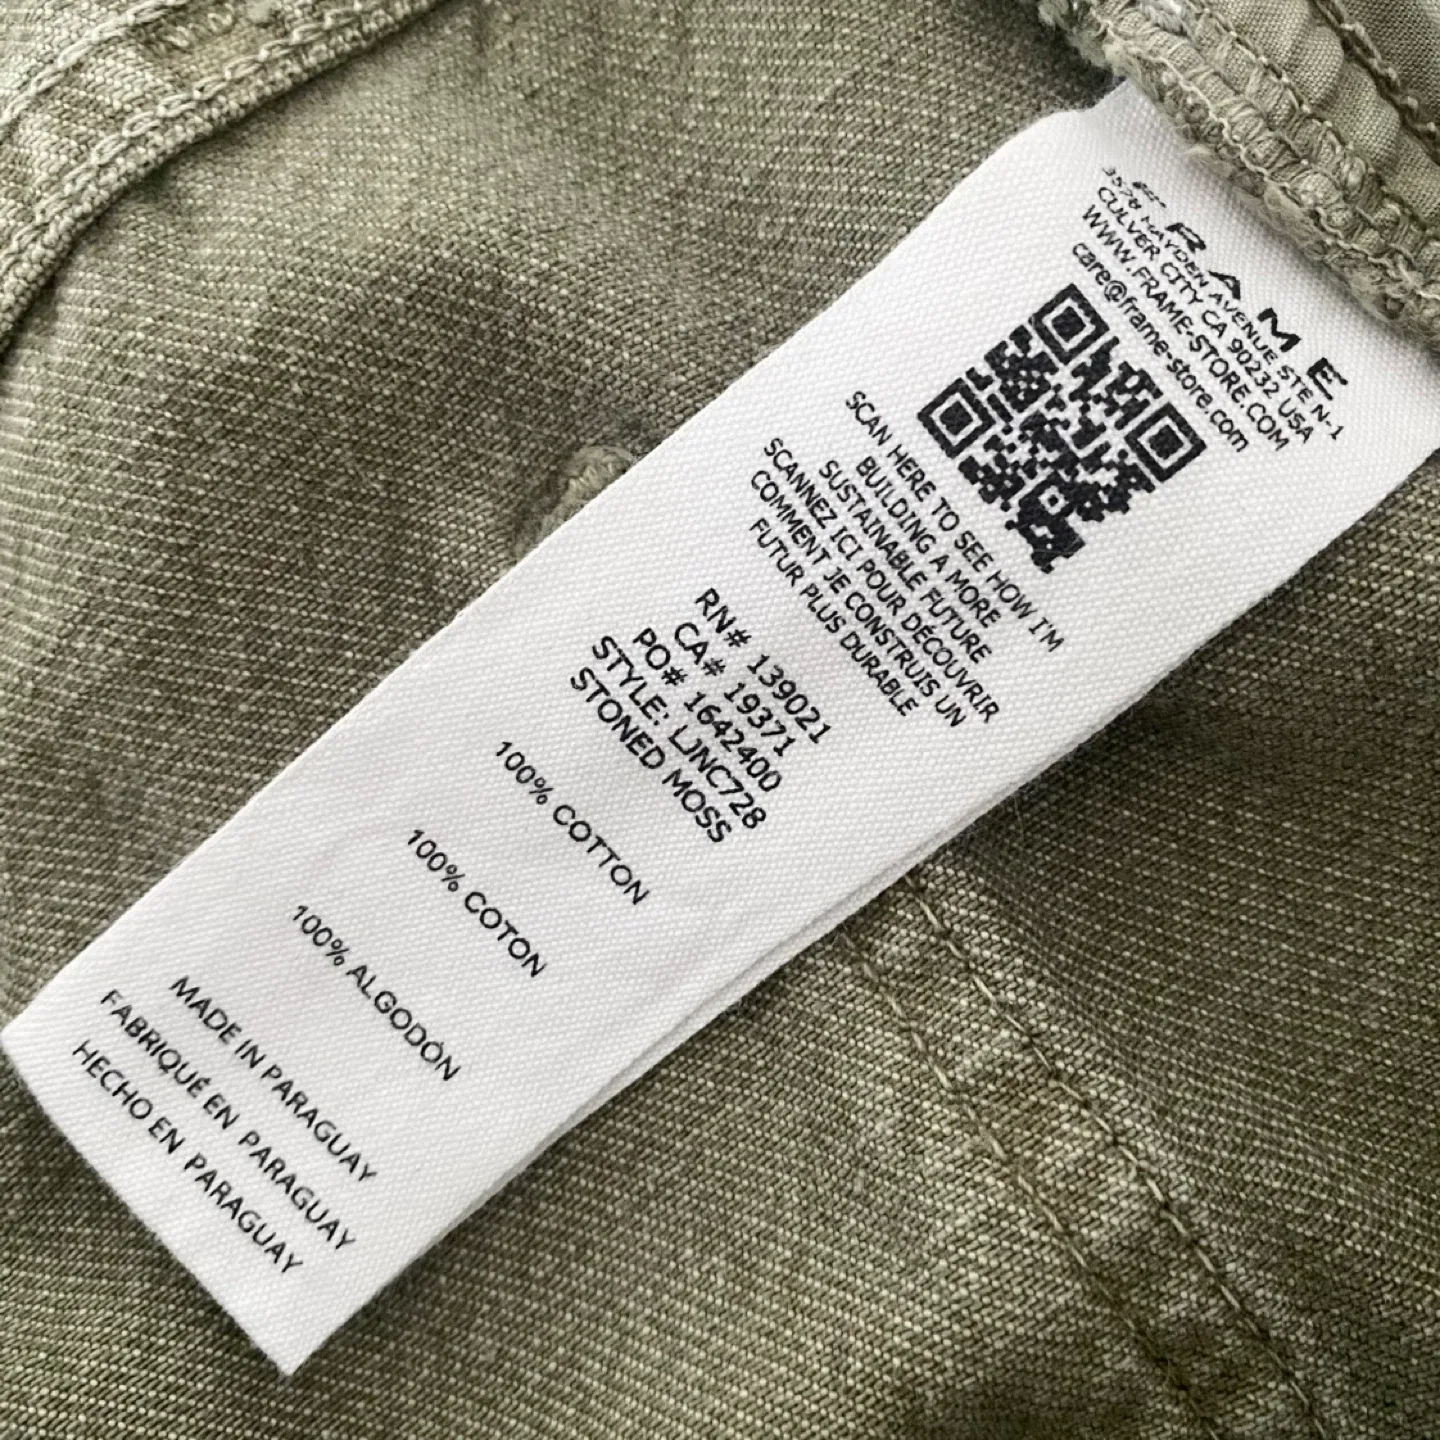 FRAME
3578 HAYDEN AVENUE STE N-1
CULVER CITY CA 90232 USA
WWW.FRAME-STORE.COM
care@frame-store.com
SCAN HERE TO SEE HOW I'M
BUILDING A MORE
SUSTAINABLE FUTURE
SCANNEZ ICI POUR DÉCOUVRIR
COMMENT JE CONSTRUIS UN
FUTUR PLUS DURABLE
RN# 139021
CA# 19371
PO# 1642400
STYLE: LJNC728
STONED MOSS
100% COTTON
100% COTON
100% ALGODÓN
MADE IN PARAGUAY
FABRIQUÉ EN PARAGUAY
HECHO EN PARAGUAY